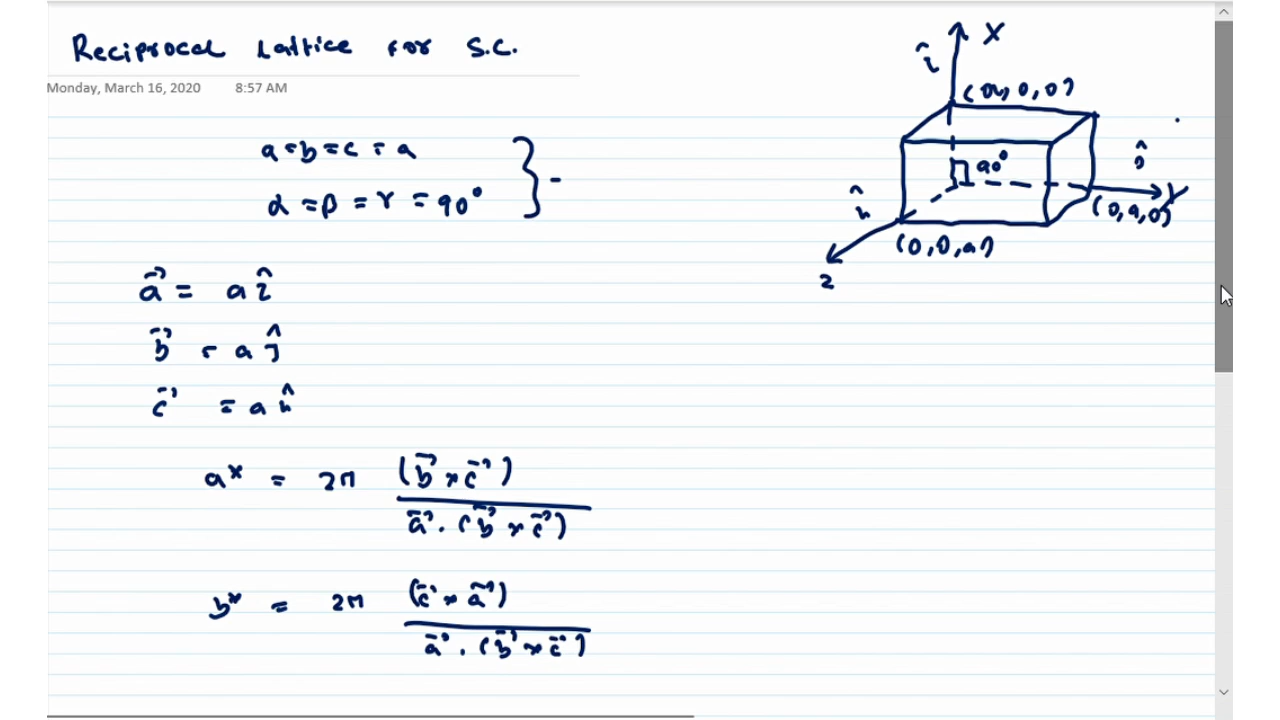 Reciprocal Lattice for S.C.
Monday, March 16, 2020 8:57 AM
a = b = c = a
α = β = γ = 90°
a⃗ = a î
b⃗ = a ĵ
c⃗ = a k̂
a* = 2π (b⃗ × c⃗) / a⃗ . (b⃗ × c⃗)
b* = 2π (c⃗ × a⃗) / a⃗ . (b⃗ × c⃗)
X
î
(a, 0, 0)
90°
ĵ
Y
(0, a, 0)
k̂
(0, 0, a)
Z